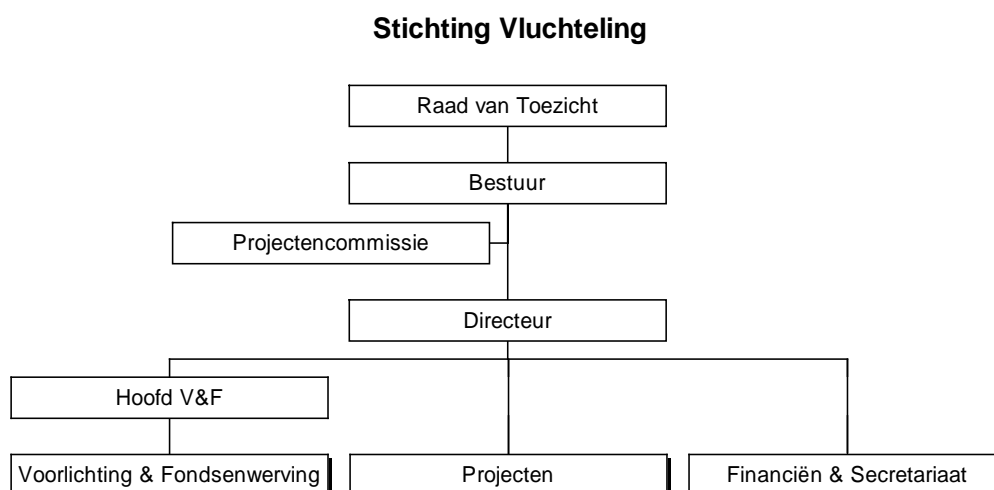 Stichting Vluchteling
Raad van Toezicht
Bestuur
Projectencommissie
Directeur
Hoofd V&F
Voorlichting & Fondsenwerving
Projecten
Financiën & Secretariaat